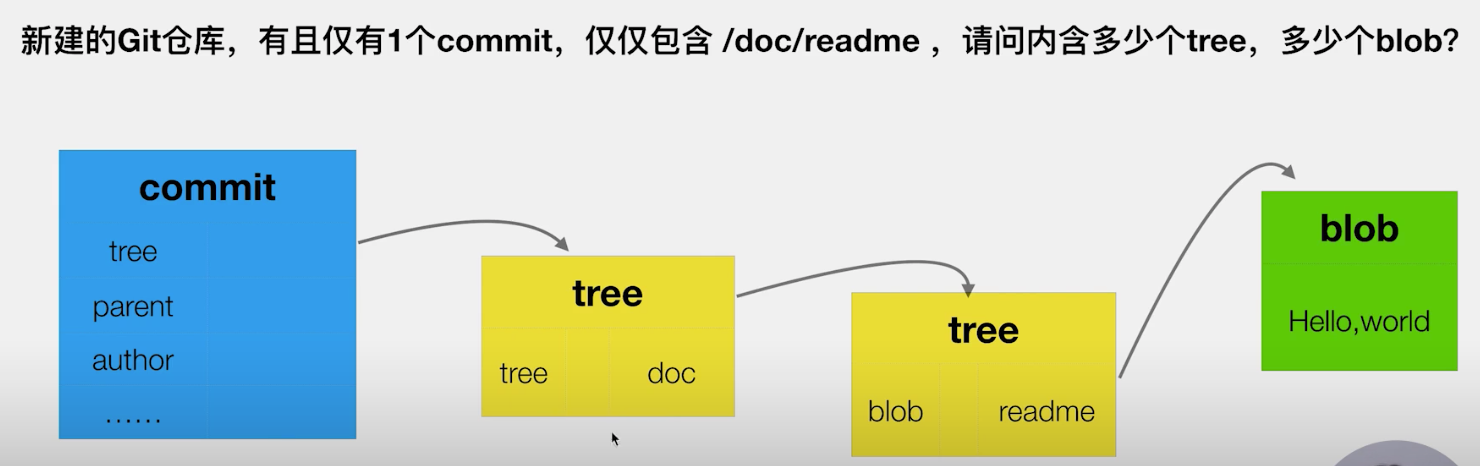 新建的Git仓库，有且仅有1个commit，仅仅包含 /doc/readme ，请问内含多少个tree，多少个blob？
commit
tree
parent
author
……
tree
tree doc
tree
blob readme
blob
Hello,world